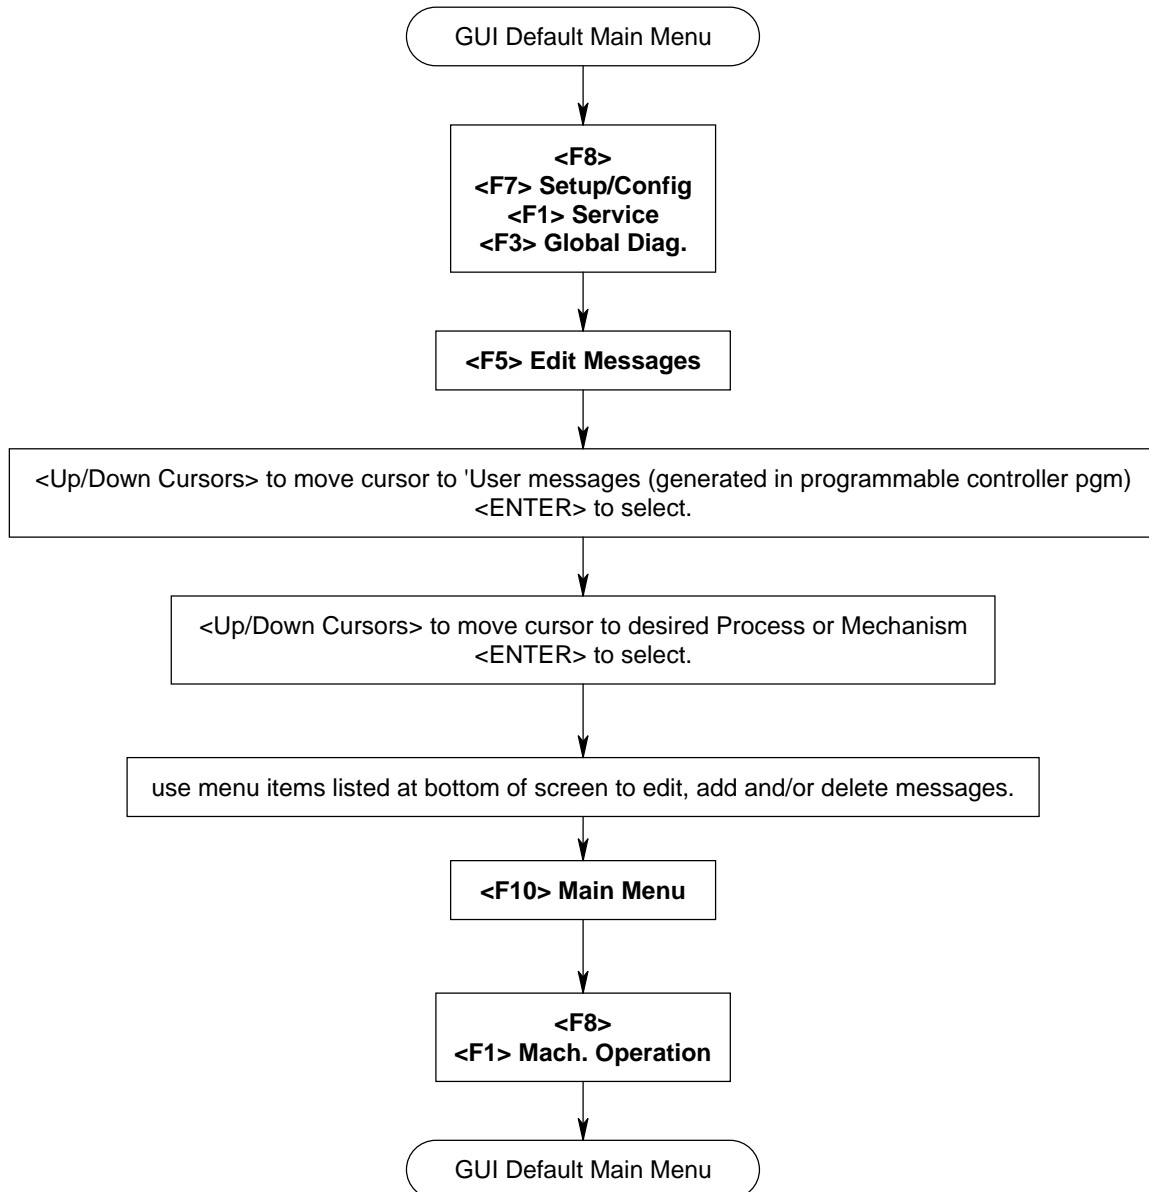 GUI Default Main Menu
<F8>
<F7> Setup/Config
<F1> Service
<F3> Global Diag.
<F5> Edit Messages
<Up/Down Cursors> to move cursor to 'User messages (generated in programmable controller pgm)
<ENTER> to select.
<Up/Down Cursors> to move cursor to desired Process or Mechanism
<ENTER> to select.
use menu items listed at bottom of screen to edit, add and/or delete messages.
<F10> Main Menu
<F8>
<F1> Mach. Operation
GUI Default Main Menu